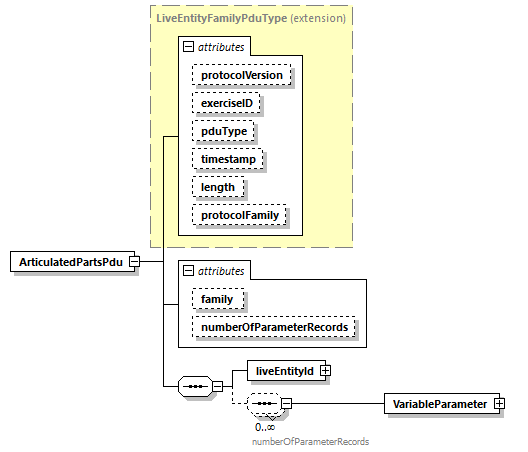 LiveEntityFamilyPduType (extension)
attributes
protocolVersion
exerciseID
pduType
timestamp
length
protocolFamily
ArticulatedPartsPdu
attributes
family
numberOfParameterRecords
liveEntityId
VariableParameter
0..∞
numberOfParameterRecords